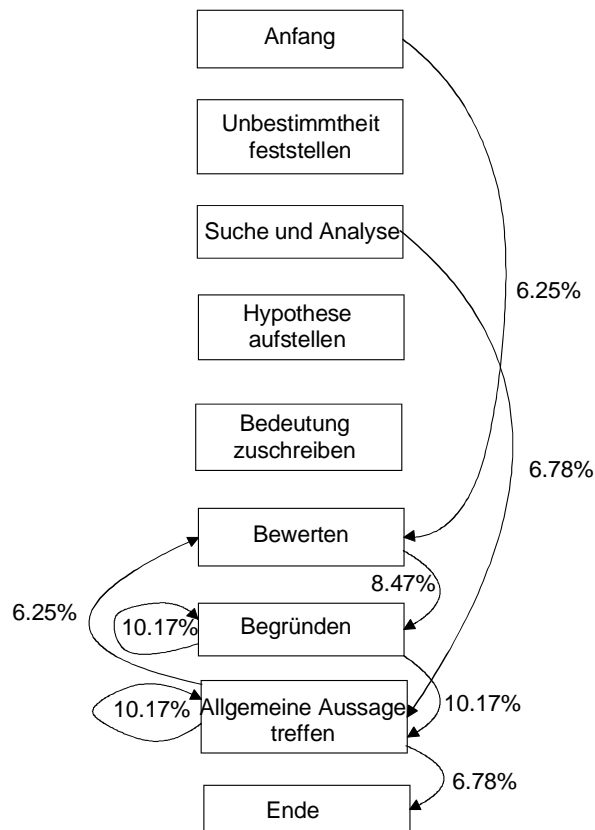 Anfang
Unbestimmtheit
feststellen
Suche und Analyse
6.25%
Hypothese
aufstellen
Bedeutung
zuschreiben
6.78%
Bewerten
8.47%
6.25%
10.17%
Begründen
10.17%
Allgemeine Aussage
treffen
10.17%
6.78%
Ende